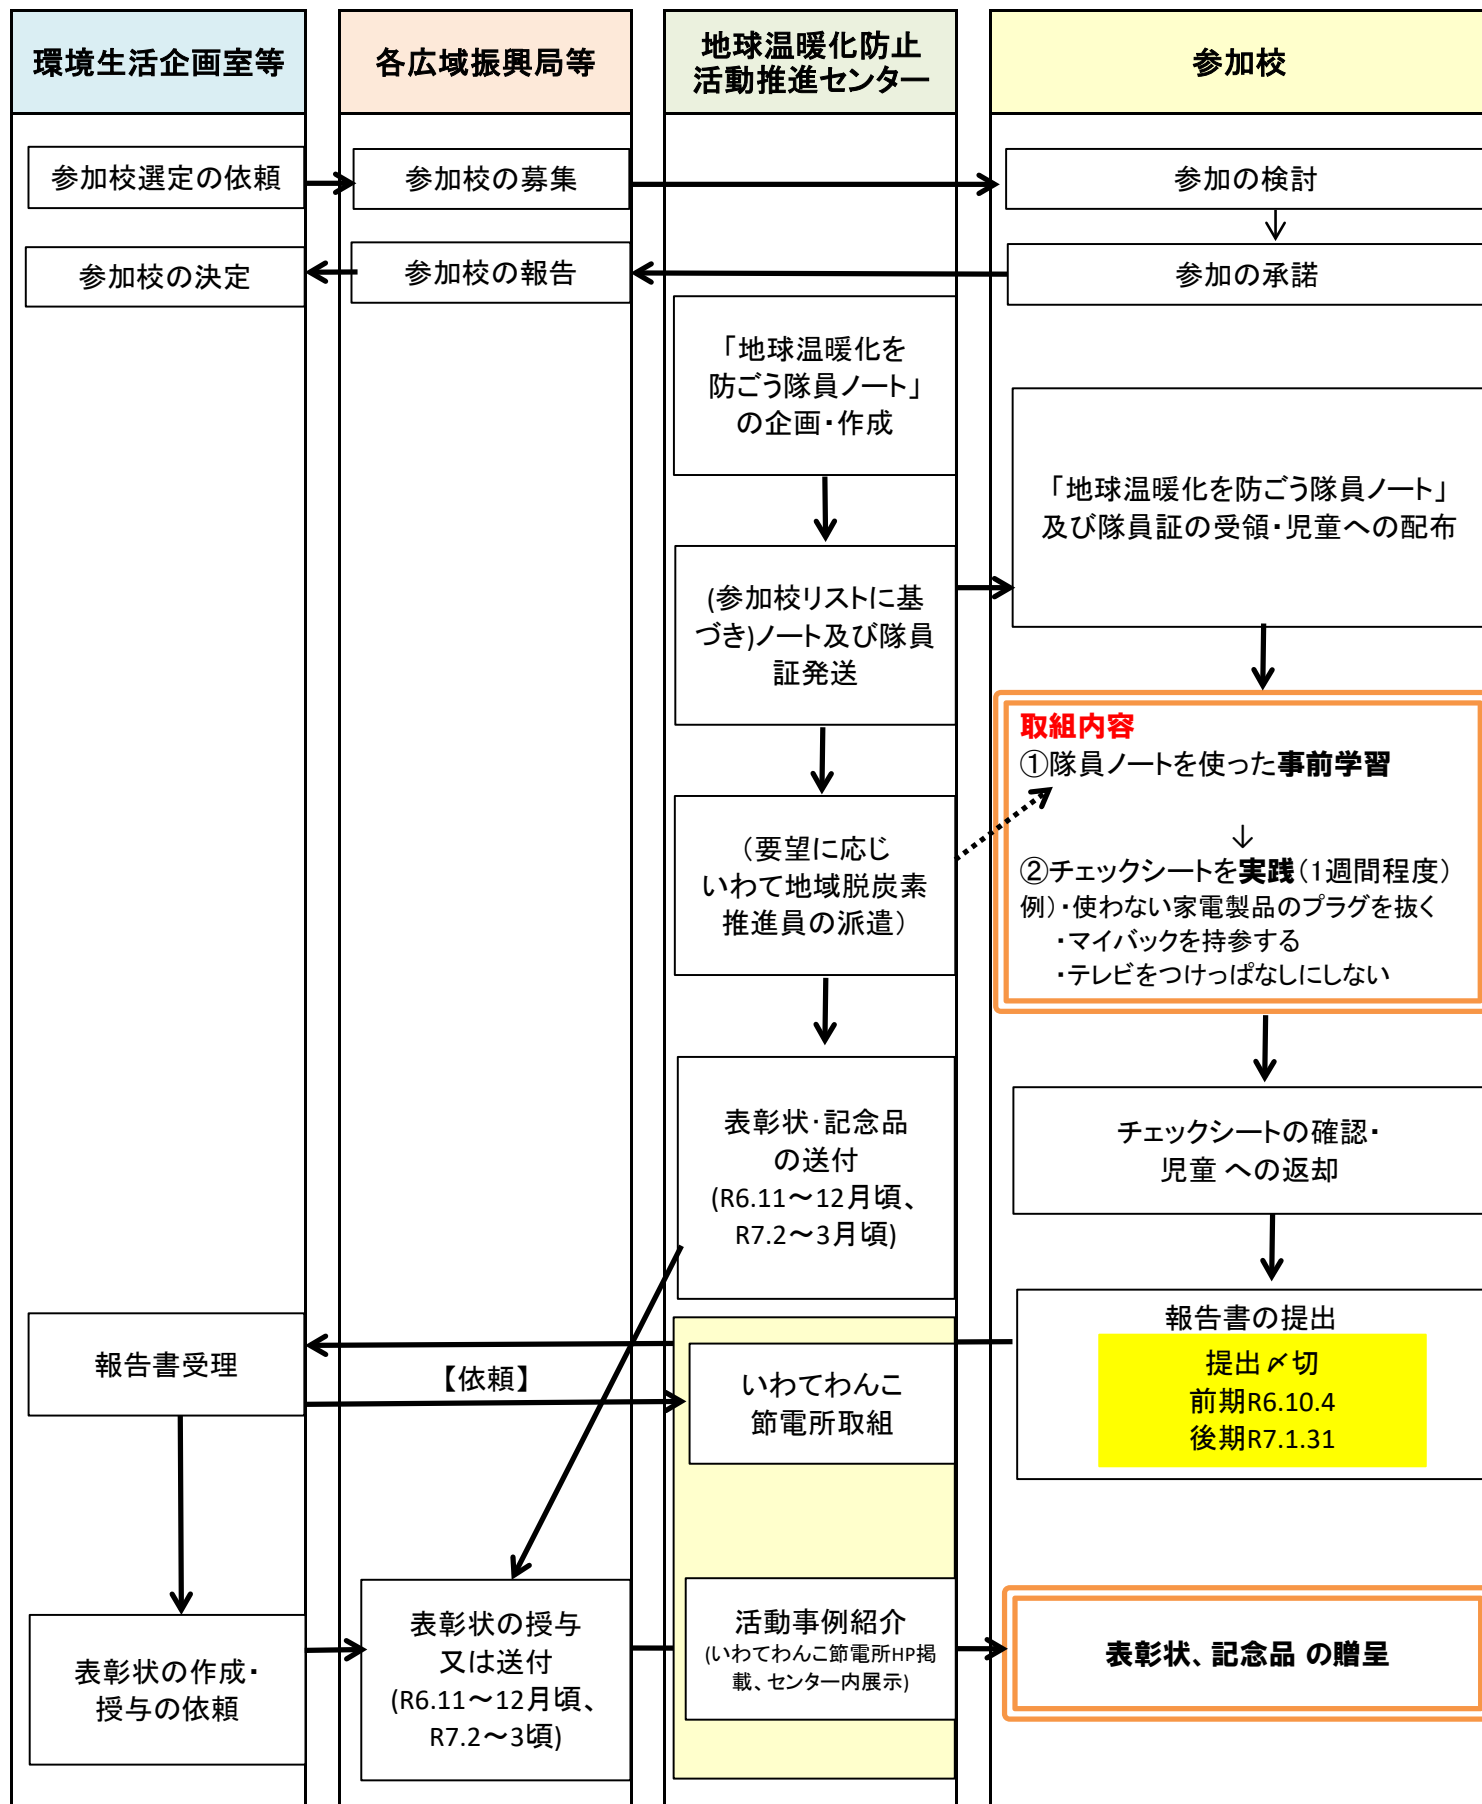 環境生活企画室等
各広域振興局等
地球温暖化防止
活動推進センター
参加校
参加校選定の依頼
参加校の募集
参加の検討
↓
参加校の決定
参加校の報告
参加の承諾
「地球温暖化を
防ごう隊員ノート」
の企画・作成
「地球温暖化を防ごう隊員ノート」
及び隊員証の受領・児童への配布
(参加校リストに基
づき)ノート及び隊員
証発送
取組内容
①隊員ノートを使った事前学習
↓
②チェックシートを実践(1週間程度)
例)・使わない家電製品のプラグを抜く
・マイバックを持参する
・テレビをつけっぱなしにしない
（要望に応じ
いわて地域脱炭素
推進員の派遣）
表彰状・記念品
の送付
(R6.11～12月頃、
R7.2～3月頃)
チェックシートの確認・
児童 への返却
報告書の提出
提出〆切
前期R6.10.4
後期R7.1.31
報告書受理
【依頼】
いわてわんこ
節電所取組
表彰状の作成・
授与の依頼
表彰状の授与
又は送付
(R6.11～12月頃、
R7.2～3頃)
活動事例紹介
(いわてわんこ節電所HP掲
載、センター内展示)
表彰状、記念品 の贈呈